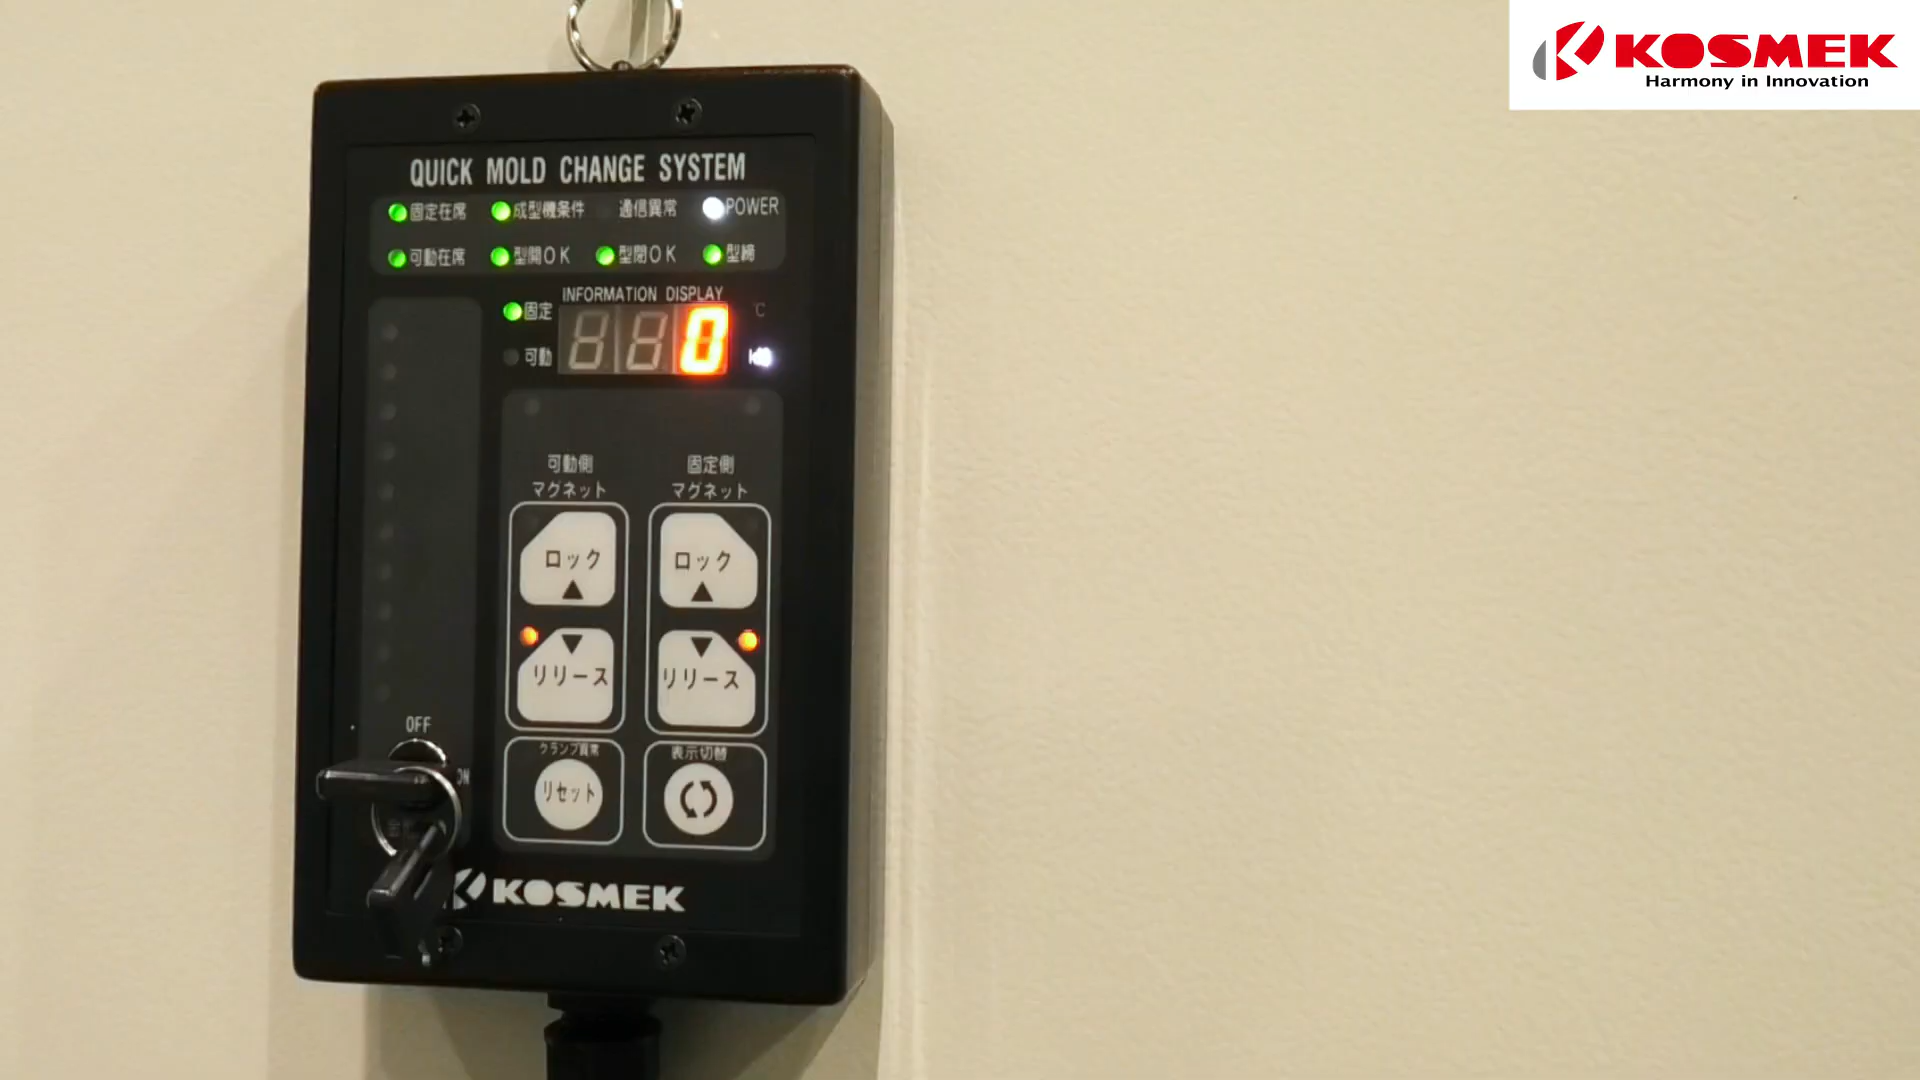 KOSMEK
Harmony in Innovation
QUICK MOLD CHANGE SYSTEM
固定在席 成型機条件 通信異常 POWER
可動在席 型開OK 型閉OK 型締
INFORMATION DISPLAY
固定
可動
0
℃
可動側 マグネット
固定側 マグネット
ロック
ロック
リリース
リリース
OFF
ON
クランプ異常
リセット
表示切替
KOSMEK